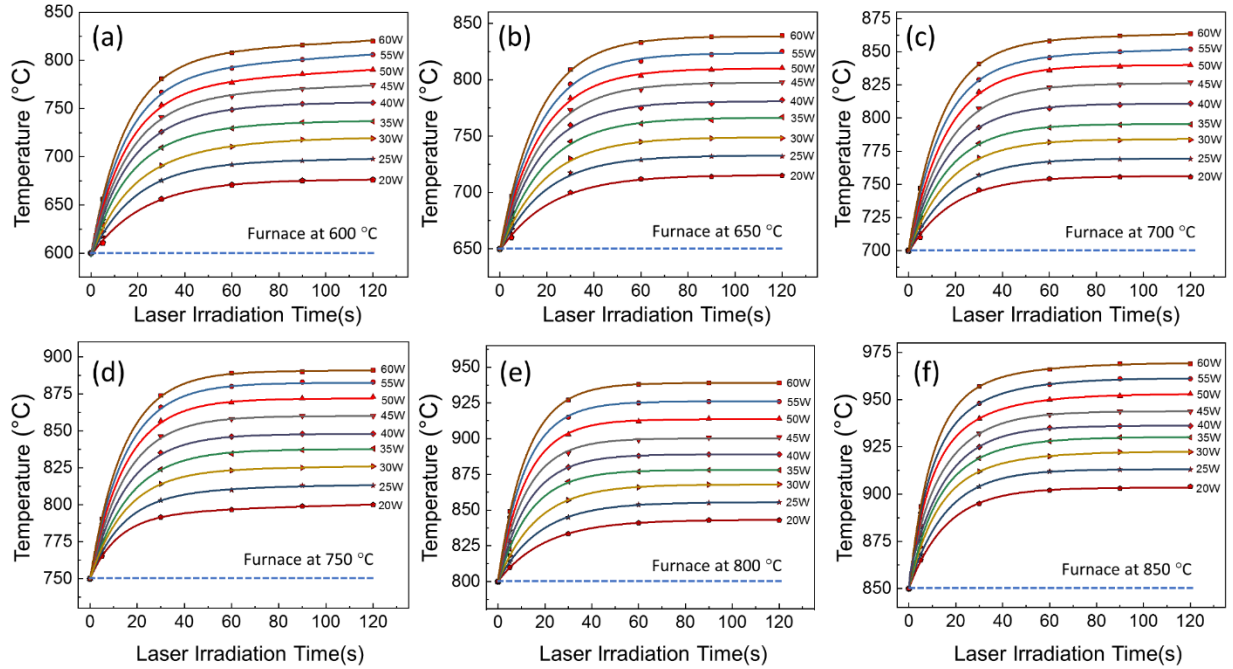 (a)
Temperature (°C)
850
800
750
700
650
600
60W
55W
50W
45W
40W
35W
30W
25W
20W
Furnace at 600 °C
0 20 40 60 80 100 120
Laser Irradiation Time(s)
(b)
Temperature (°C)
850
800
750
700
650
60W
55W
50W
45W
40W
35W
30W
25W
20W
Furnace at 650 °C
0 20 40 60 80 100 120
Laser Irradiation Time(s)
(c)
Temperature (°C)
875
850
825
800
775
750
725
700
60W
55W
50W
45W
40W
35W
30W
25W
20W
Furnace at 700 °C
0 20 40 60 80 100 120
Laser Irradiation Time(s)
(d)
Temperature (°C)
900
875
850
825
800
775
750
60W
55W
50W
45W
40W
35W
30W
25W
20W
Furnace at 750 °C
0 20 40 60 80 100 120
Laser Irradiation Time(s)
(e)
Temperature (°C)
950
925
900
875
850
825
800
60W
55W
50W
45W
40W
35W
30W
25W
20W
Furnace at 800 °C
0 20 40 60 80 100 120
Laser Irradiation Time(s)
(f)
Temperature (°C)
975
950
925
900
875
850
60W
55W
50W
45W
40W
35W
30W
25W
20W
Furnace at 850 °C
0 20 40 60 80 100 120
Laser Irradiation Time(s)